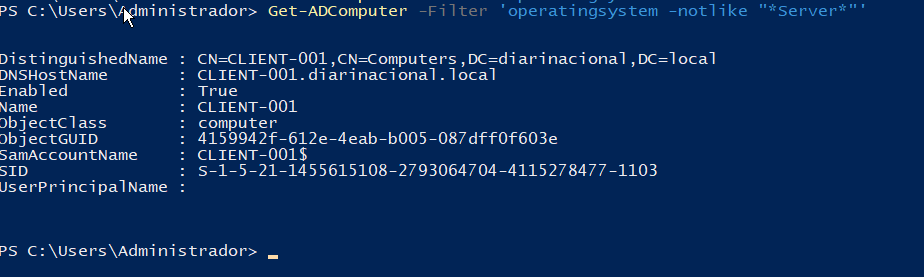 PS C:\Users\Administrador> Get-ADComputer -Filter 'operatingsystem -notlike "*Server*"'
DistinguishedName : CN=CLIENT-001,CN=Computers,DC=diarinacional,DC=local
DNSHostName : CLIENT-001.diarinacional.local
Enabled : True
Name : CLIENT-001
ObjectClass : computer
ObjectGUID : 4159942f-612e-4eab-b005-087dff0f603e
SamAccountName : CLIENT-001$
SID : S-1-5-21-1455615108-2793064704-4115278477-1103
UserPrincipalName :
PS C:\Users\Administrador>